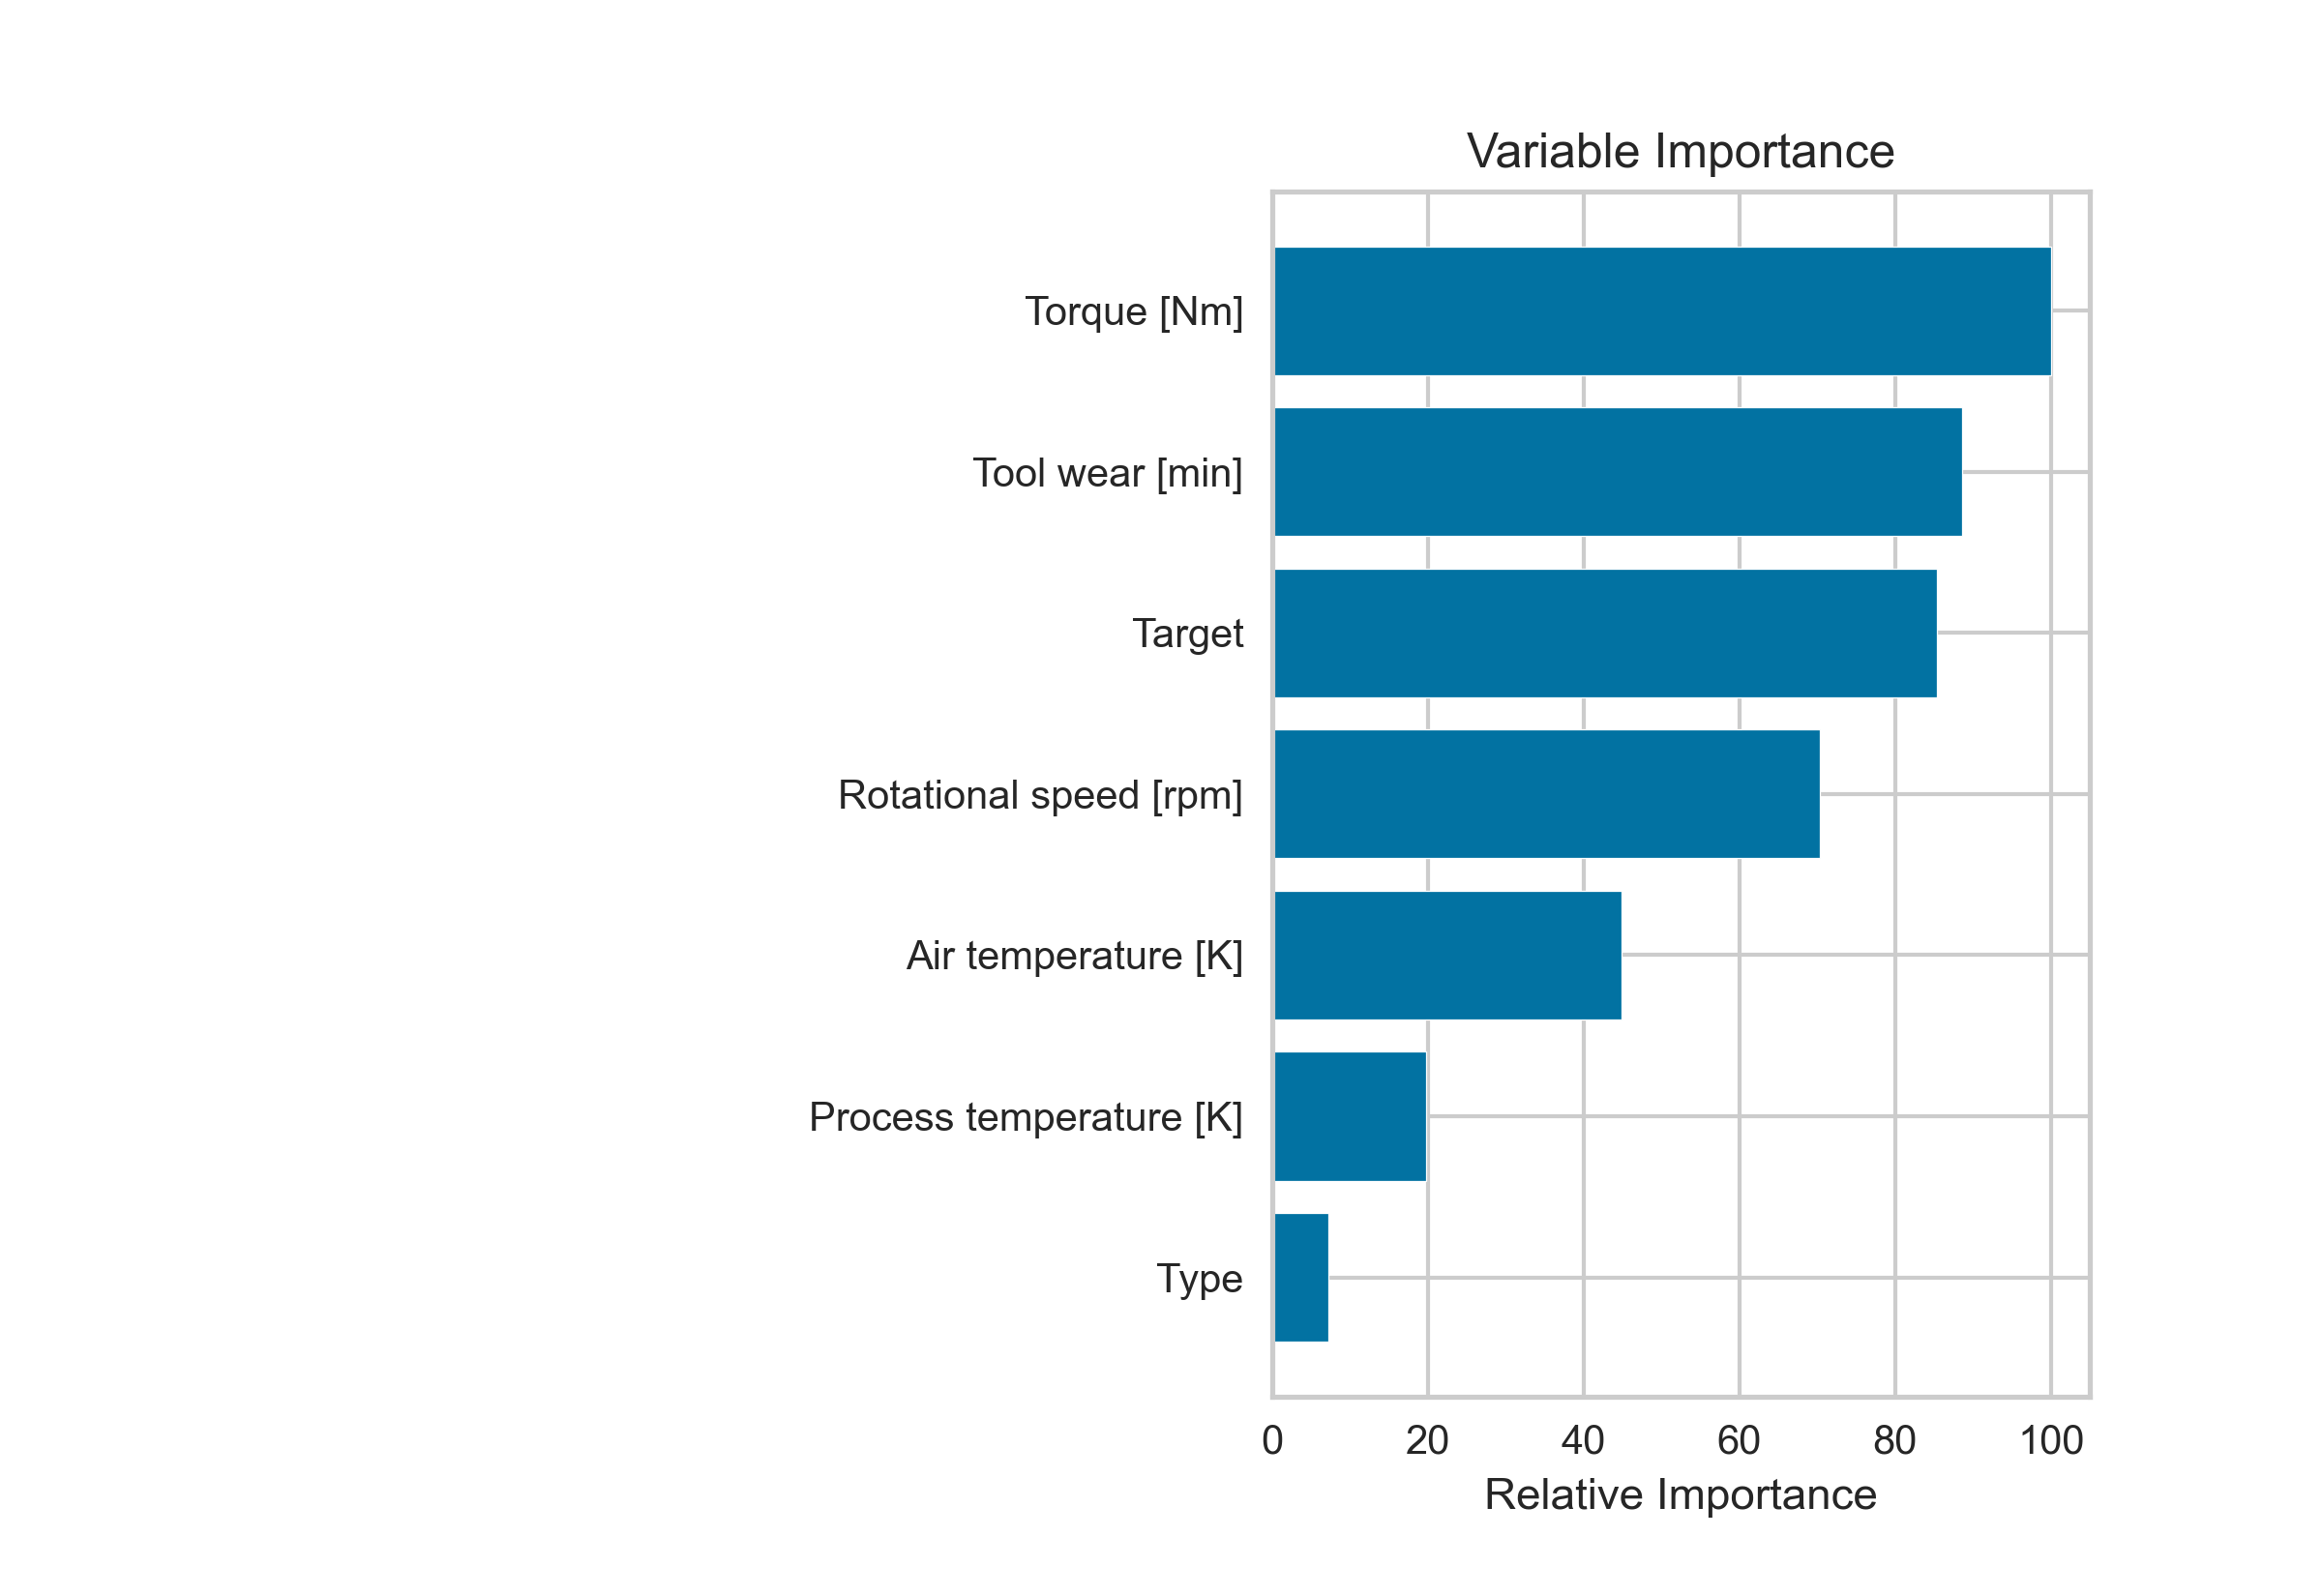 Variable Importance
Torque [Nm]
Tool wear [min]
Target
Rotational speed [rpm]
Air temperature [K]
Process temperature [K]
Type
0 20 40 60 80 100
Relative Importance